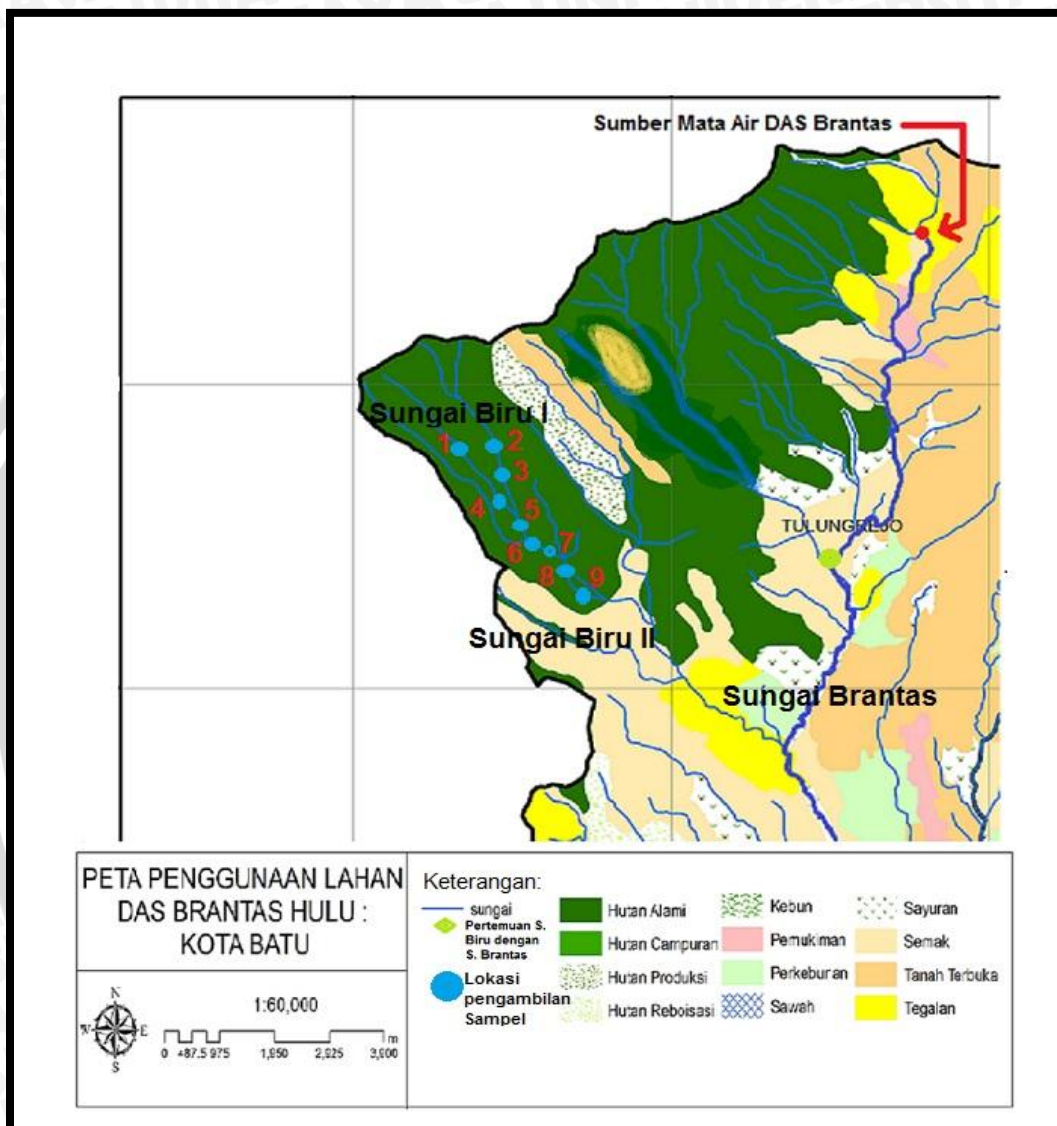 Sumber Mata Air DAS Brantas
Sungai Biru I
1
2
3
4
5
6
7
8
9
TULUNGREJO
Sungai Biru II
Sungai Brantas
PETA PENGGUNAAN LAHAN
DAS BRANTAS HULU :
KOTA BATU
N
W
E
S
1:60,000
0 487.5 975 1,950 2,925 3,900 m
Keterangan:
sungai
Pertemuan S.
Biru dengan
S. Brantas
Lokasi
pengambilan
Sampel
Hutan Alami
Hutan Campuran
Hutan Produksi
Hutan Reboisasi
Kebun
Pemukiman
Perkebunan
Sawah
Sayuran
Semak
Tanah Terbuka
Tegalan